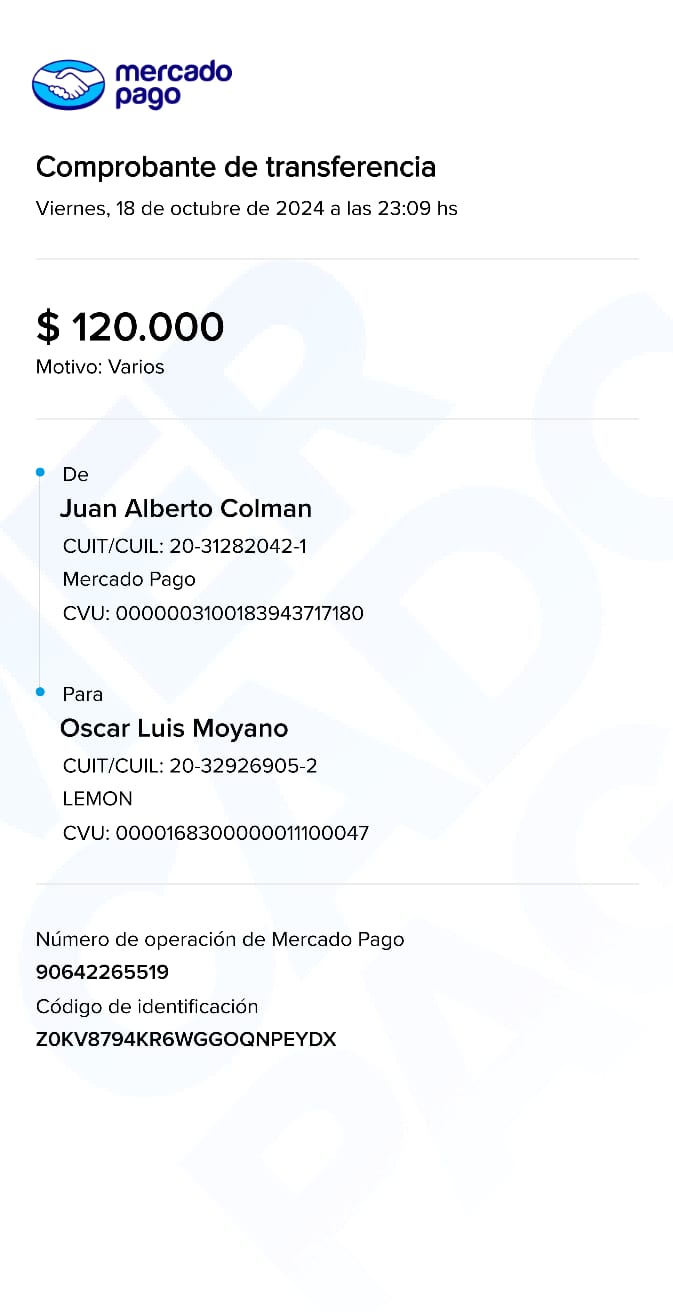 mercado
pago
Comprobante de transferencia
Viernes, 18 de octubre de 2024 a las 23:09 hs
$ 120.000
Motivo: Varios
De
Juan Alberto Colman
CUIT/CUIL: 20-31282042-1
Mercado Pago
CVU: 0000003100183943717180
Para
Oscar Luis Moyano
CUIT/CUIL: 20-32926905-2
LEMON
CVU: 0000168300000011100047
Número de operación de Mercado Pago
90642265519
Código de identificación
Z0KV8794KR6WGGOQNPEYDX
MERCADO
PAGO